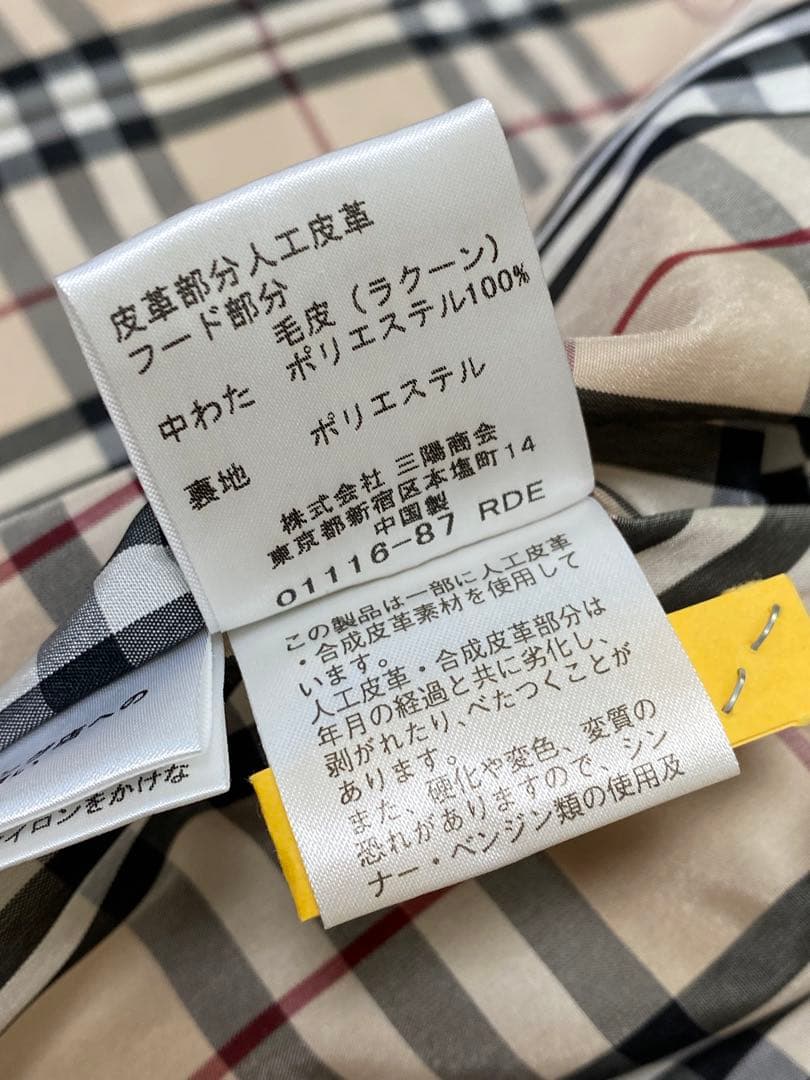 皮革部分人工皮革
フード部分
毛皮（ラクーン）
中わた ポリエステル100%
裏地 ポリエステル
株式会社 三陽商会
東京都新宿区本塩町14
中国製
01116-87 RDE
この製品は一部に人工皮革
・合成皮革素材を使用して
います。
人工皮革・合成皮革部分は
年月の経過と共に劣化し、
剥がれたり、べたつくことが
あります。
また、硬化や変色、変質の
恐れがありますので、シン
ナー・ベンジン類の使用及
店への
イロンをかけな